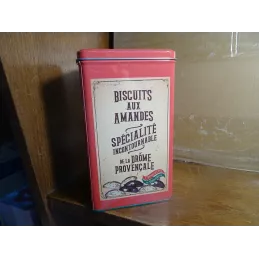 BISCUITS
AUX
AMANDES
SPÉCIALITÉ
INCONTOURNABLE
DE LA DRÔME
PROVENÇALE